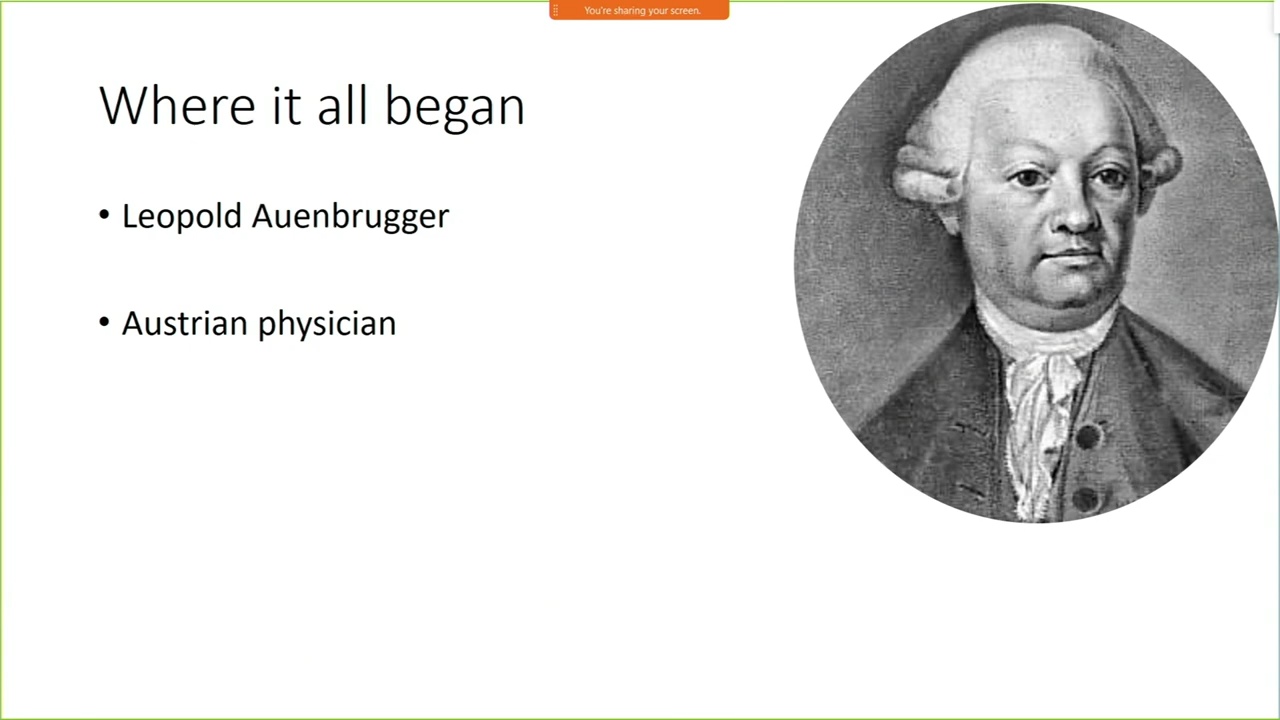 You're sharing your screen.
Where it all began
• Leopold Auenbrugger
• Austrian physician